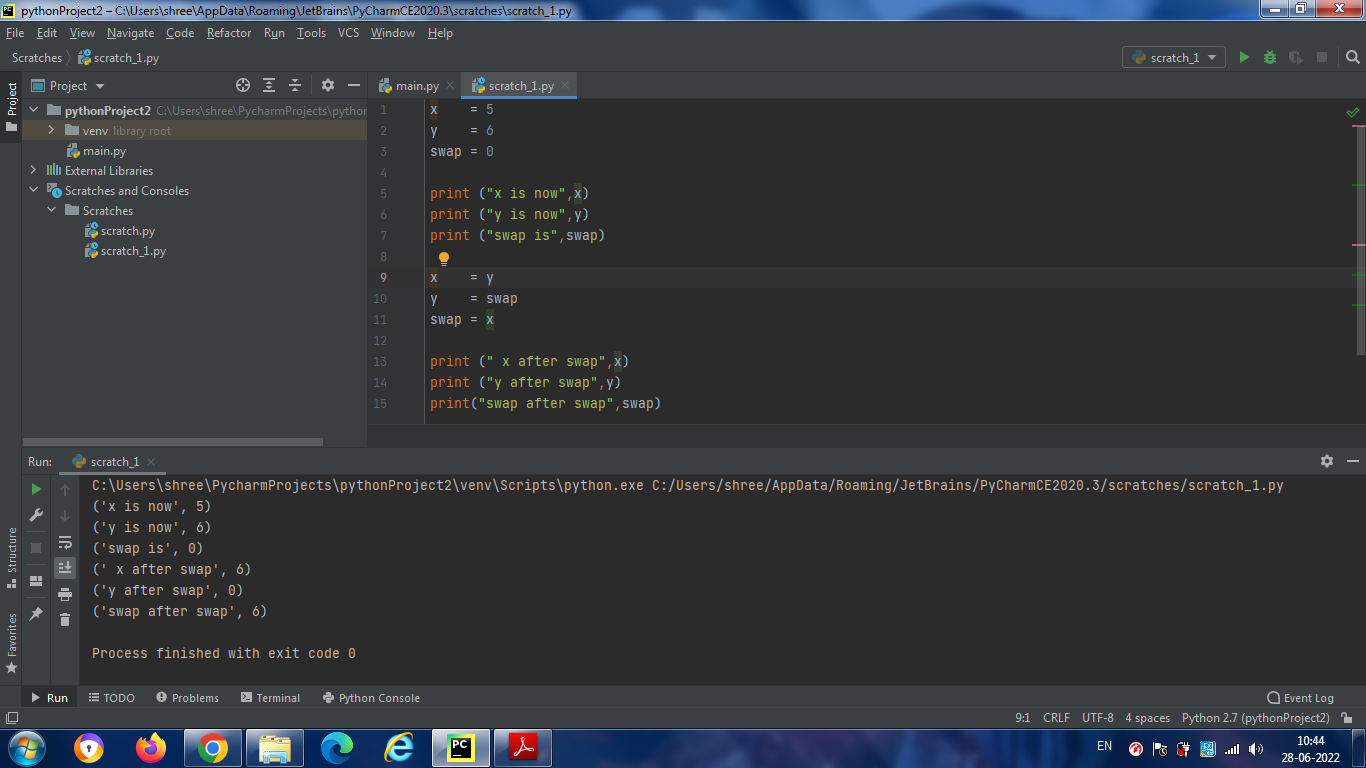 pythonProject2 – C:\Users\shree\AppData\Roaming\JetBrains\PyCharmCE2020.3\scratches\scratch_1.py
File Edit View Navigate Code Refactor Run Tools VCS Window Help
Scratches scratch_1.py scratch_1
Project Project main.py scratch_1.py
pythonProject2 C:\Users\shree\PycharmProjects\python
venv library root
main.py
External Libraries
Scratches and Consoles
Scratches
scratch.py
scratch_1.py
1 x    = 5
2 y    = 6
3 swap = 0
4
5 print ("x is now",x)
6 print ("y is now",y)
7 print ("swap is",swap)
8
9 x    = y
10 y    = swap
11 swap = x
12
13 print (" x after swap",x)
14 print ("y after swap",y)
15 print("swap after swap",swap)
Run: scratch_1
C:\Users\shree\PycharmProjects\pythonProject2\venv\Scripts\python.exe C:/Users/shree/AppData/Roaming/JetBrains/PyCharmCE2020.3/scratches/scratch_1.py
('x is now', 5)
('y is now', 6)
('swap is', 0)
(' x after swap', 6)
('y after swap', 0)
('swap after swap', 6)
Process finished with exit code 0
Structure
Favorites
Run TODO Problems Terminal Python Console Event Log
9:1 CRLF UTF-8 4 spaces Python 2.7 (pythonProject2)
PC PC
EN 10:44
28-06-2022